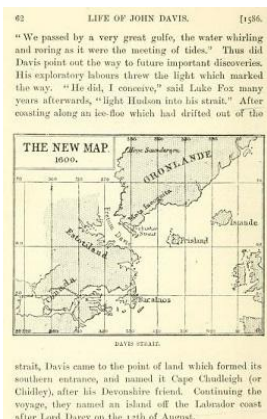 62 LIFE OF JOHN DAVIS. [1586.
"We passed by a very great gulfe, the water whirling
and roring as it were the meeting of tides." Thus did
Davis point out the way to future important discoveries.
His exploratory labours threw the light which marked
the way. "He did, I conceive," said Luke Fox many
years afterwards, "light Hudson into his strait." After
coasting along an ice-floe which had drifted out of the
THE NEW MAP.
1600.
GRONLANDE
Estotiland
Frisland
Canada
DAVIS STRAIT.
strait, Davis came to the point of land which formed its
southern entrance, and named it Cape Chudleigh (or
Chidley), after his Devonshire friend. Continuing the
voyage, they named an island off the Labrador coast
after Lord Darcy on the 12th of August.